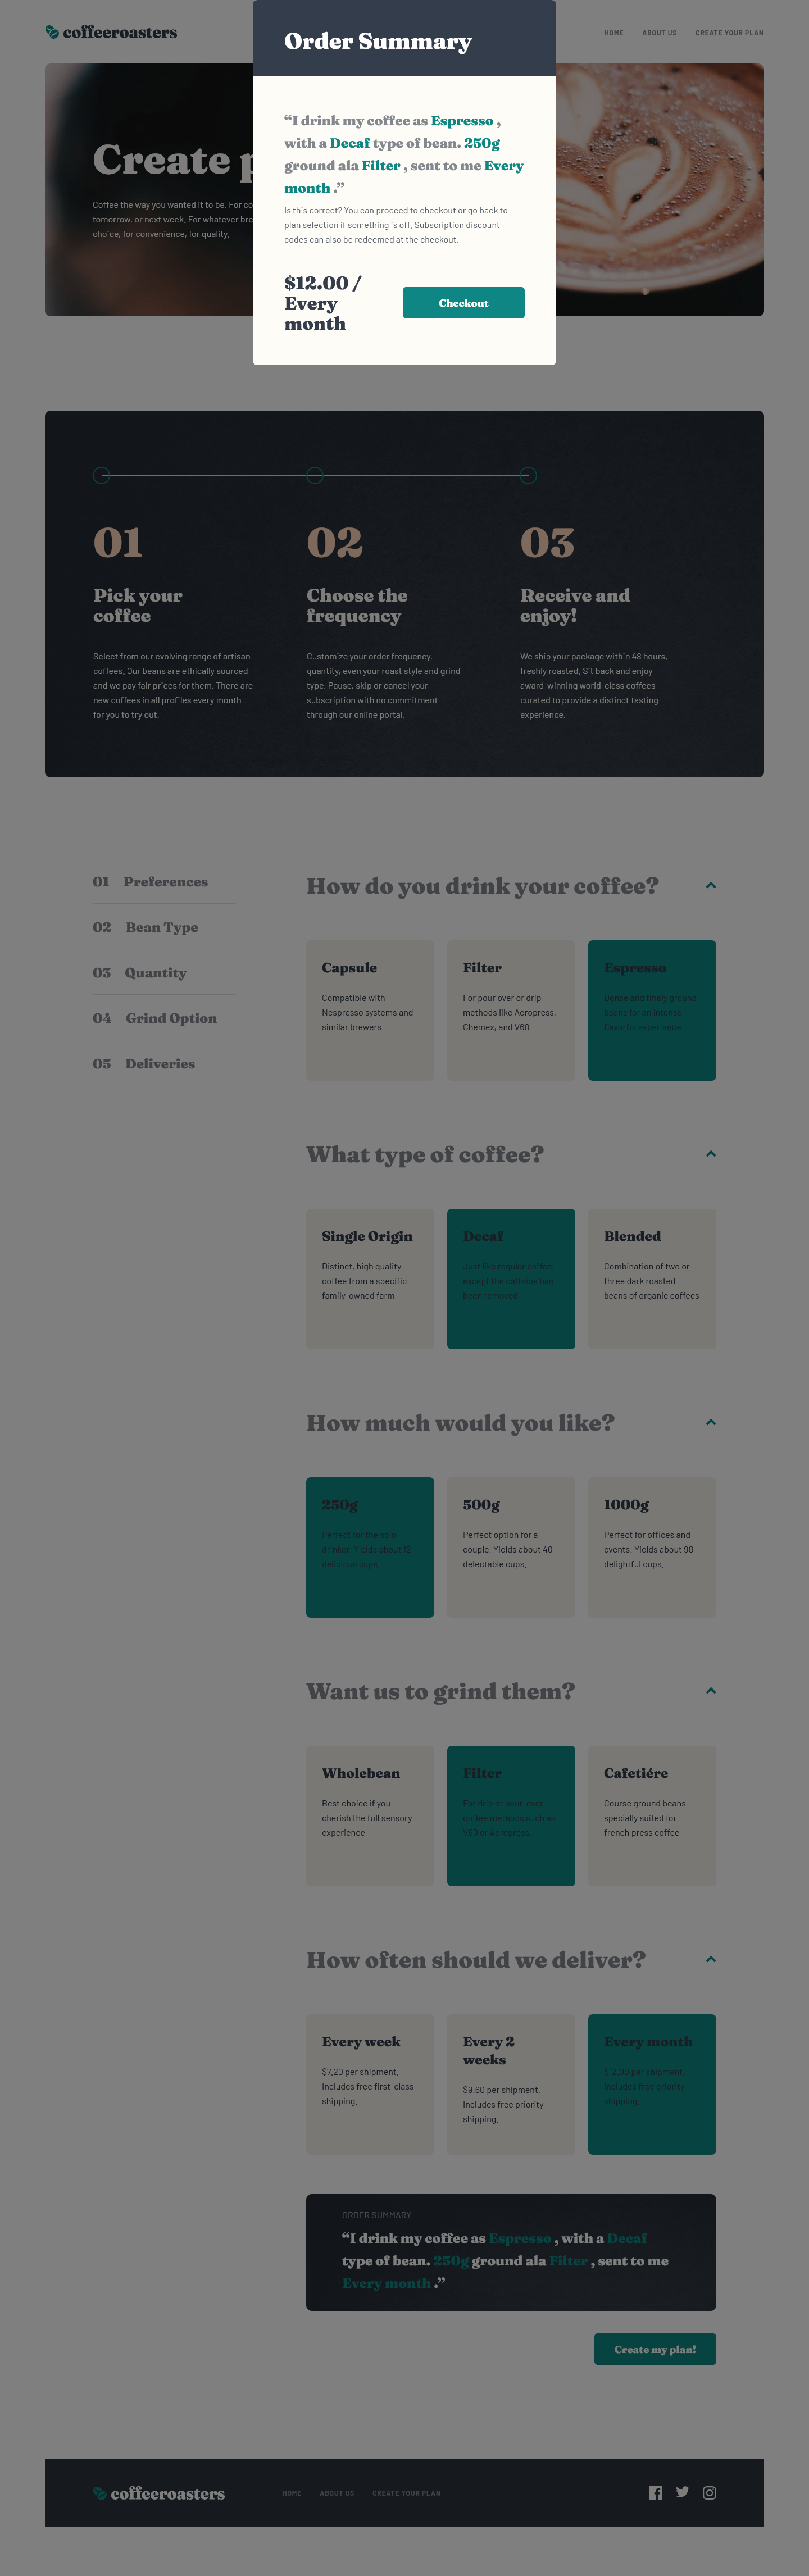 coffeeroasters
HOME ABOUT US CREATE YOUR PLAN
Order Summary
“I drink my coffee as Espresso ,
with a Decaf type of bean. 250g
ground ala Filter , sent to me Every
month .”
Is this correct? You can proceed to checkout or go back to
plan selection if something is off. Subscription discount
codes can also be redeemed at the checkout.
$12.00 /
Every
month
Checkout
Create
Coffee the way you wanted it to be. For
tomorrow, or next week. For whatever
choice, for convenience, for quality.
01
Pick your
coffee
Select from our evolving range of artisan
coffees. Our beans are ethically sourced
and we pay fair prices for them. There are
new coffees in all profiles every month
for you to try out.
02
Choose the
frequency
Customize your order frequency,
quantity, even your roast style and grind
type. Pause, skip or cancel your
subscription with no commitment
through our online portal.
03
Receive and
enjoy!
We ship your package within 48 hours,
freshly roasted. Sit back and enjoy
award-winning world-class coffees
curated to provide a distinct tasting
experience.
01 Preferences
02 Bean Type
03 Quantity
04 Grind Option
05 Deliveries
How do you drink your coffee?
Capsule
Compatible with
Nespresso systems and
similar brewers
Filter
For pour over or drip
methods like Aeropress,
Chemex, and V60
Espresso
Dense and finely ground
beans for an intense,
flavorful experience
What type of coffee?
Single Origin
Distinct, high quality
coffee from a specific
family-owned farm
Decaf
Just like regular coffee,
except the caffeine has
been removed
Blended
Combination of two or
three dark roasted
beans of organic coffees
How much would you like?
250g
Perfect for the solo
drinker. Yields about 12
delicious cups.
500g
Perfect option for a
couple. Yields about 40
delectable cups.
1000g
Perfect for offices and
events. Yields about 90
delightful cups.
Want us to grind them?
Wholebean
Best choice if you
cherish the full sensory
experience
Filter
For drip or pour-over
coffee methods such as
V60 or Aeropress
Cafetiére
Course ground beans
specially suited for
french press coffee
How often should we deliver?
Every week
$7.20 per shipment.
Includes free first-class
shipping.
Every 2
weeks
$9.60 per shipment.
Includes free priority
shipping.
Every month
$12.00 per shipment.
Includes free priority
shipping.
ORDER SUMMARY
“I drink my coffee as Espresso , with a Decaf
type of bean. 250g ground ala Filter , sent to me
Every month .”
Create my plan!
coffeeroasters
HOME ABOUT US CREATE YOUR PLAN